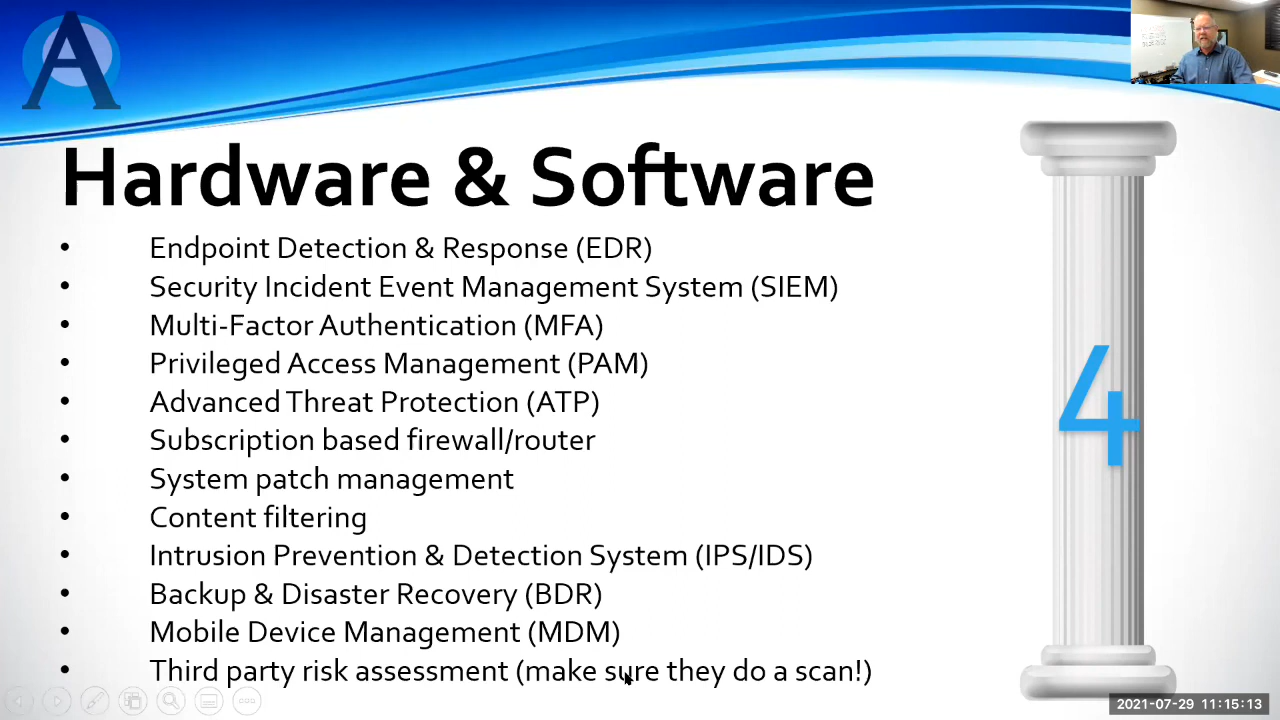 A
Hardware & Software
• Endpoint Detection & Response (EDR)
• Security Incident Event Management System (SIEM)
• Multi-Factor Authentication (MFA)
• Privileged Access Management (PAM)
• Advanced Threat Protection (ATP)
• Subscription based firewall/router
• System patch management
• Content filtering
• Intrusion Prevention & Detection System (IPS/IDS)
• Backup & Disaster Recovery (BDR)
• Mobile Device Management (MDM)
• Third party risk assessment (make sure they do a scan!)
4
2021-07-29 11:15:13